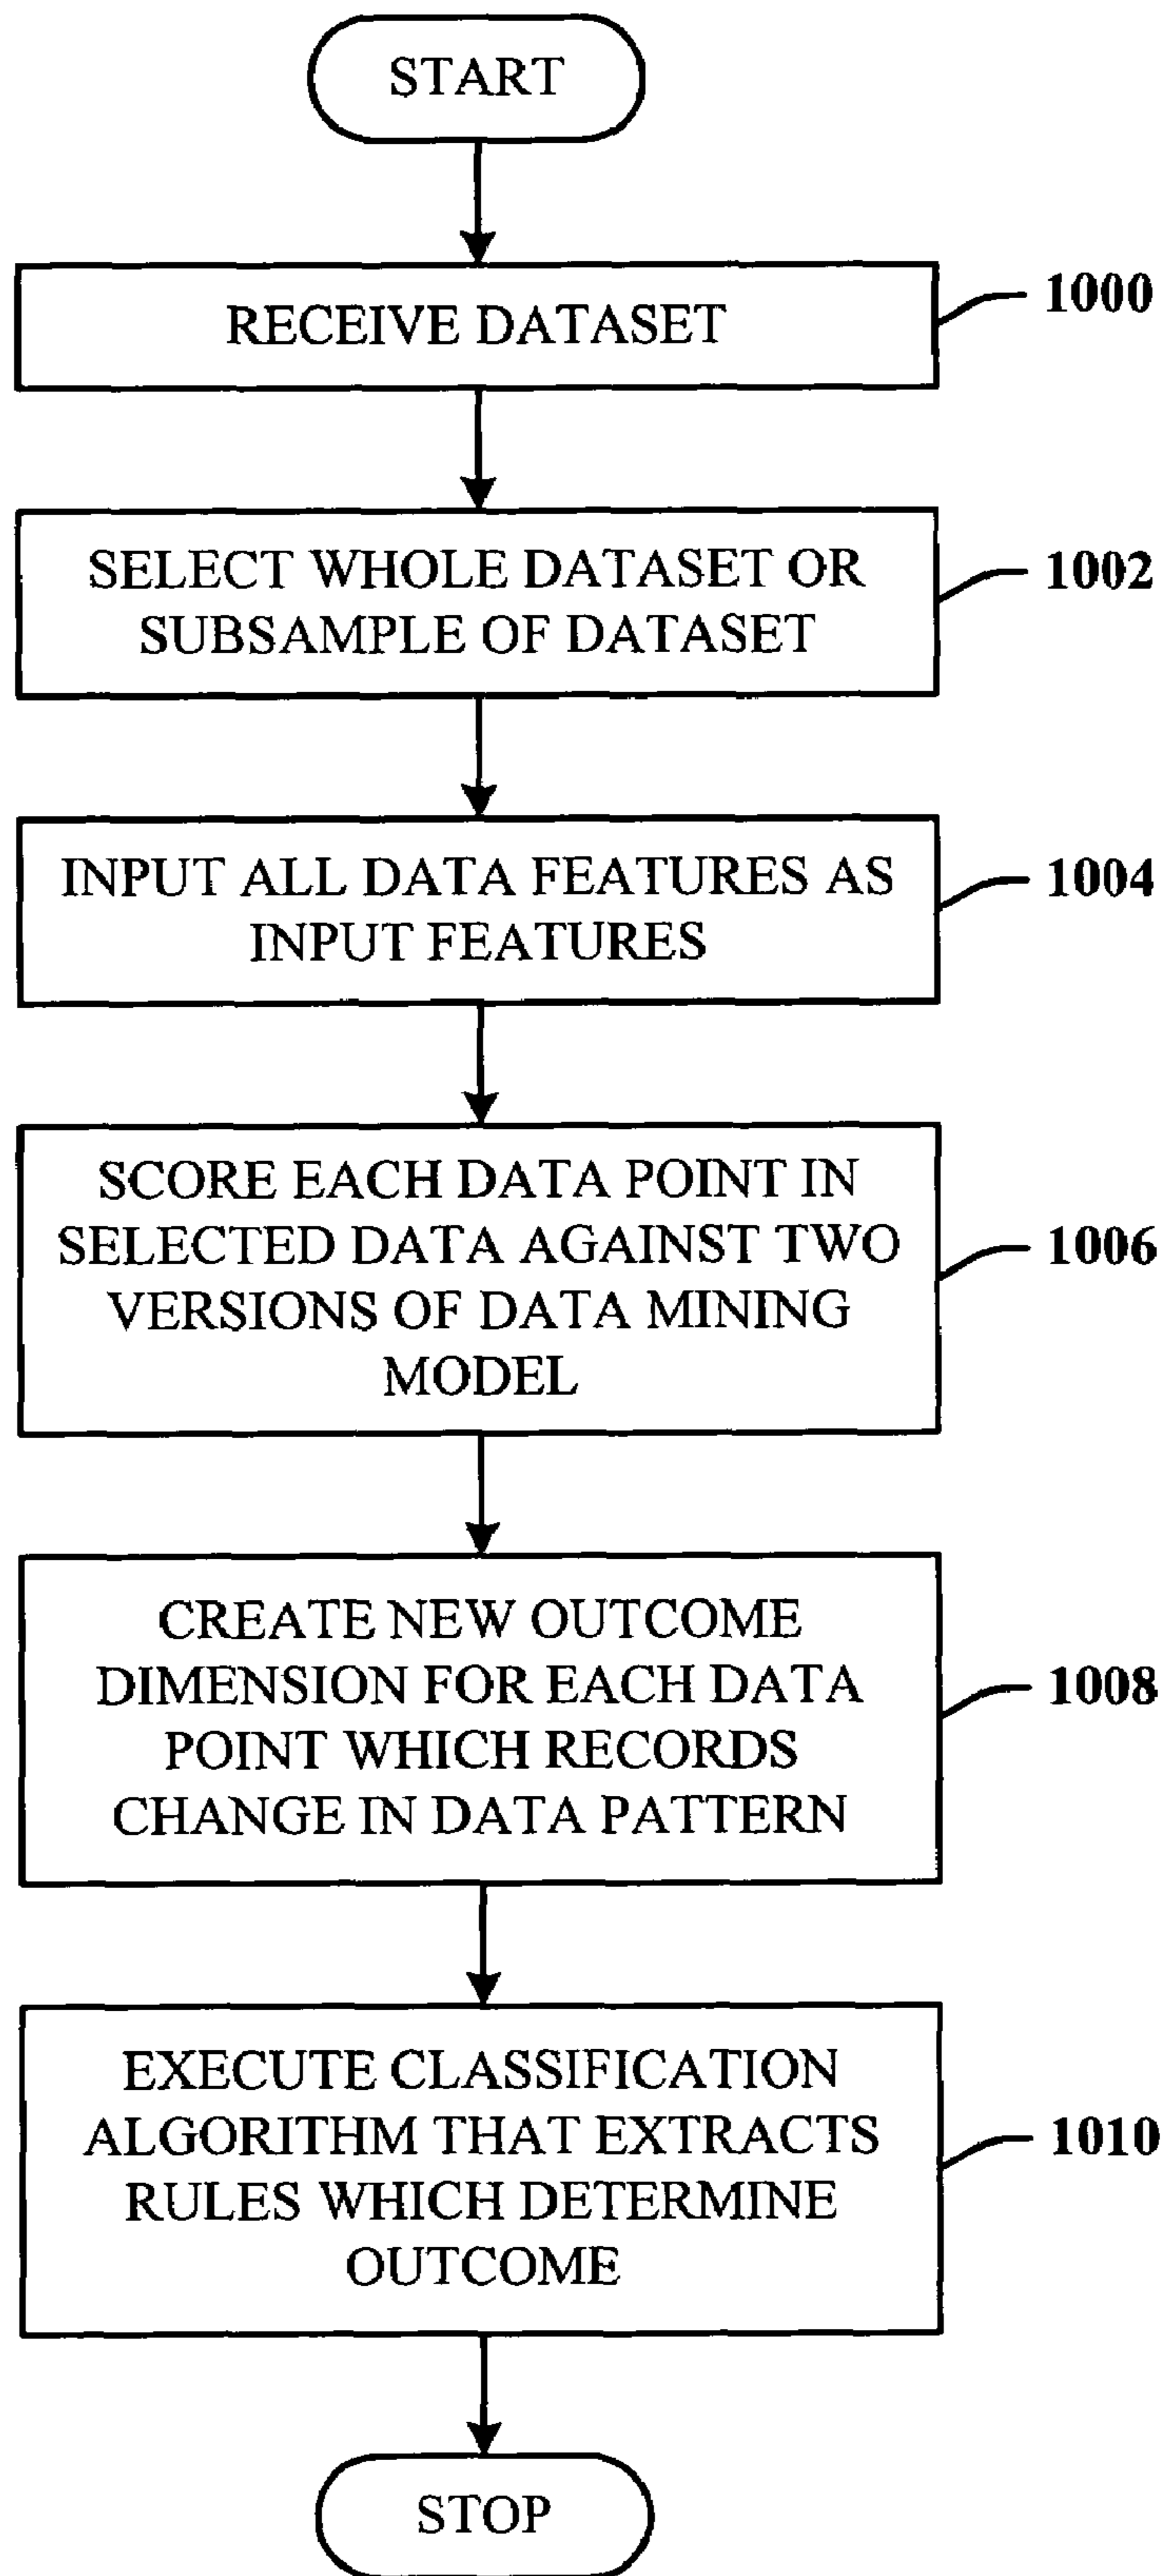 START
RECEIVE DATASET
1000
SELECT WHOLE DATASET OR
SUBSAMPLE OF DATASET
1002
INPUT ALL DATA FEATURES AS
INPUT FEATURES
1004
SCORE EACH DATA POINT IN
SELECTED DATA AGAINST TWO
VERSIONS OF DATA MINING
MODEL
1006
CREATE NEW OUTCOME
DIMENSION FOR EACH DATA
POINT WHICH RECORDS
CHANGE IN DATA PATTERN
1008
EXECUTE CLASSIFICATION
ALGORITHM THAT EXTRACTS
RULES WHICH DETERMINE
OUTCOME
1010
STOP